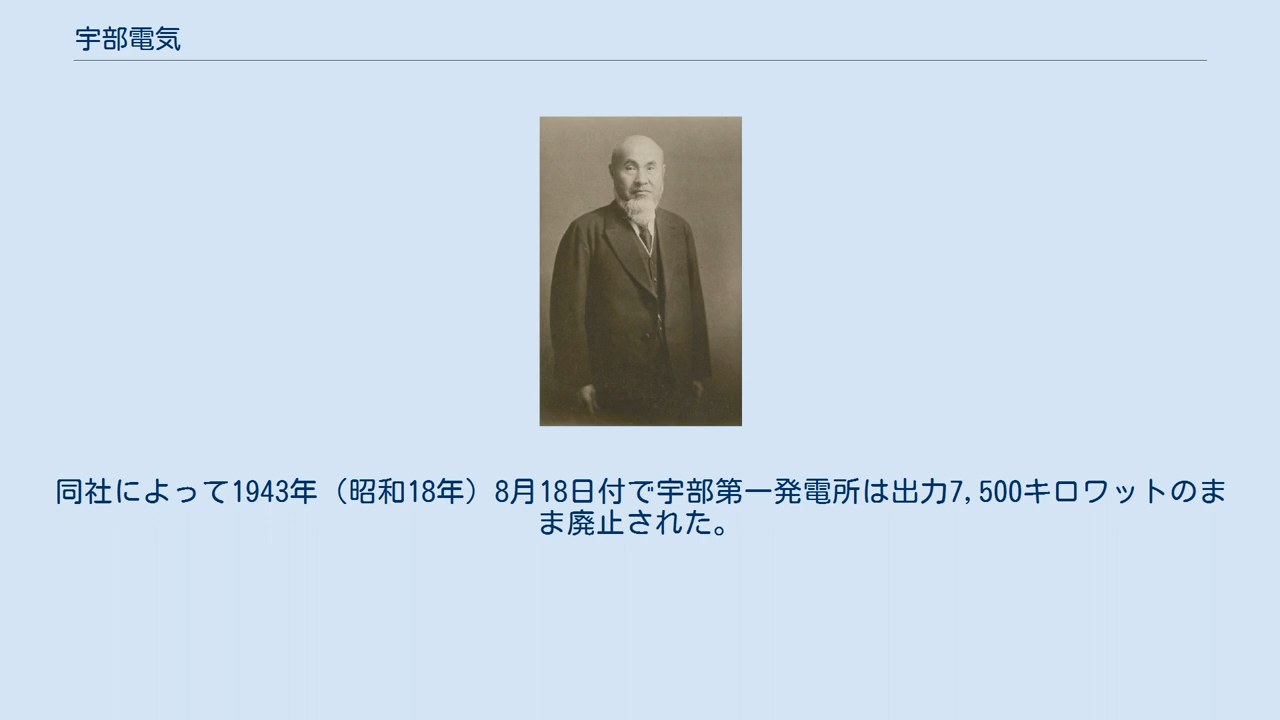 宇部電気
同社によって1943年（昭和18年）8月18日付で宇部第一発電所は出力7,500キロワットのま
ま廃止された。